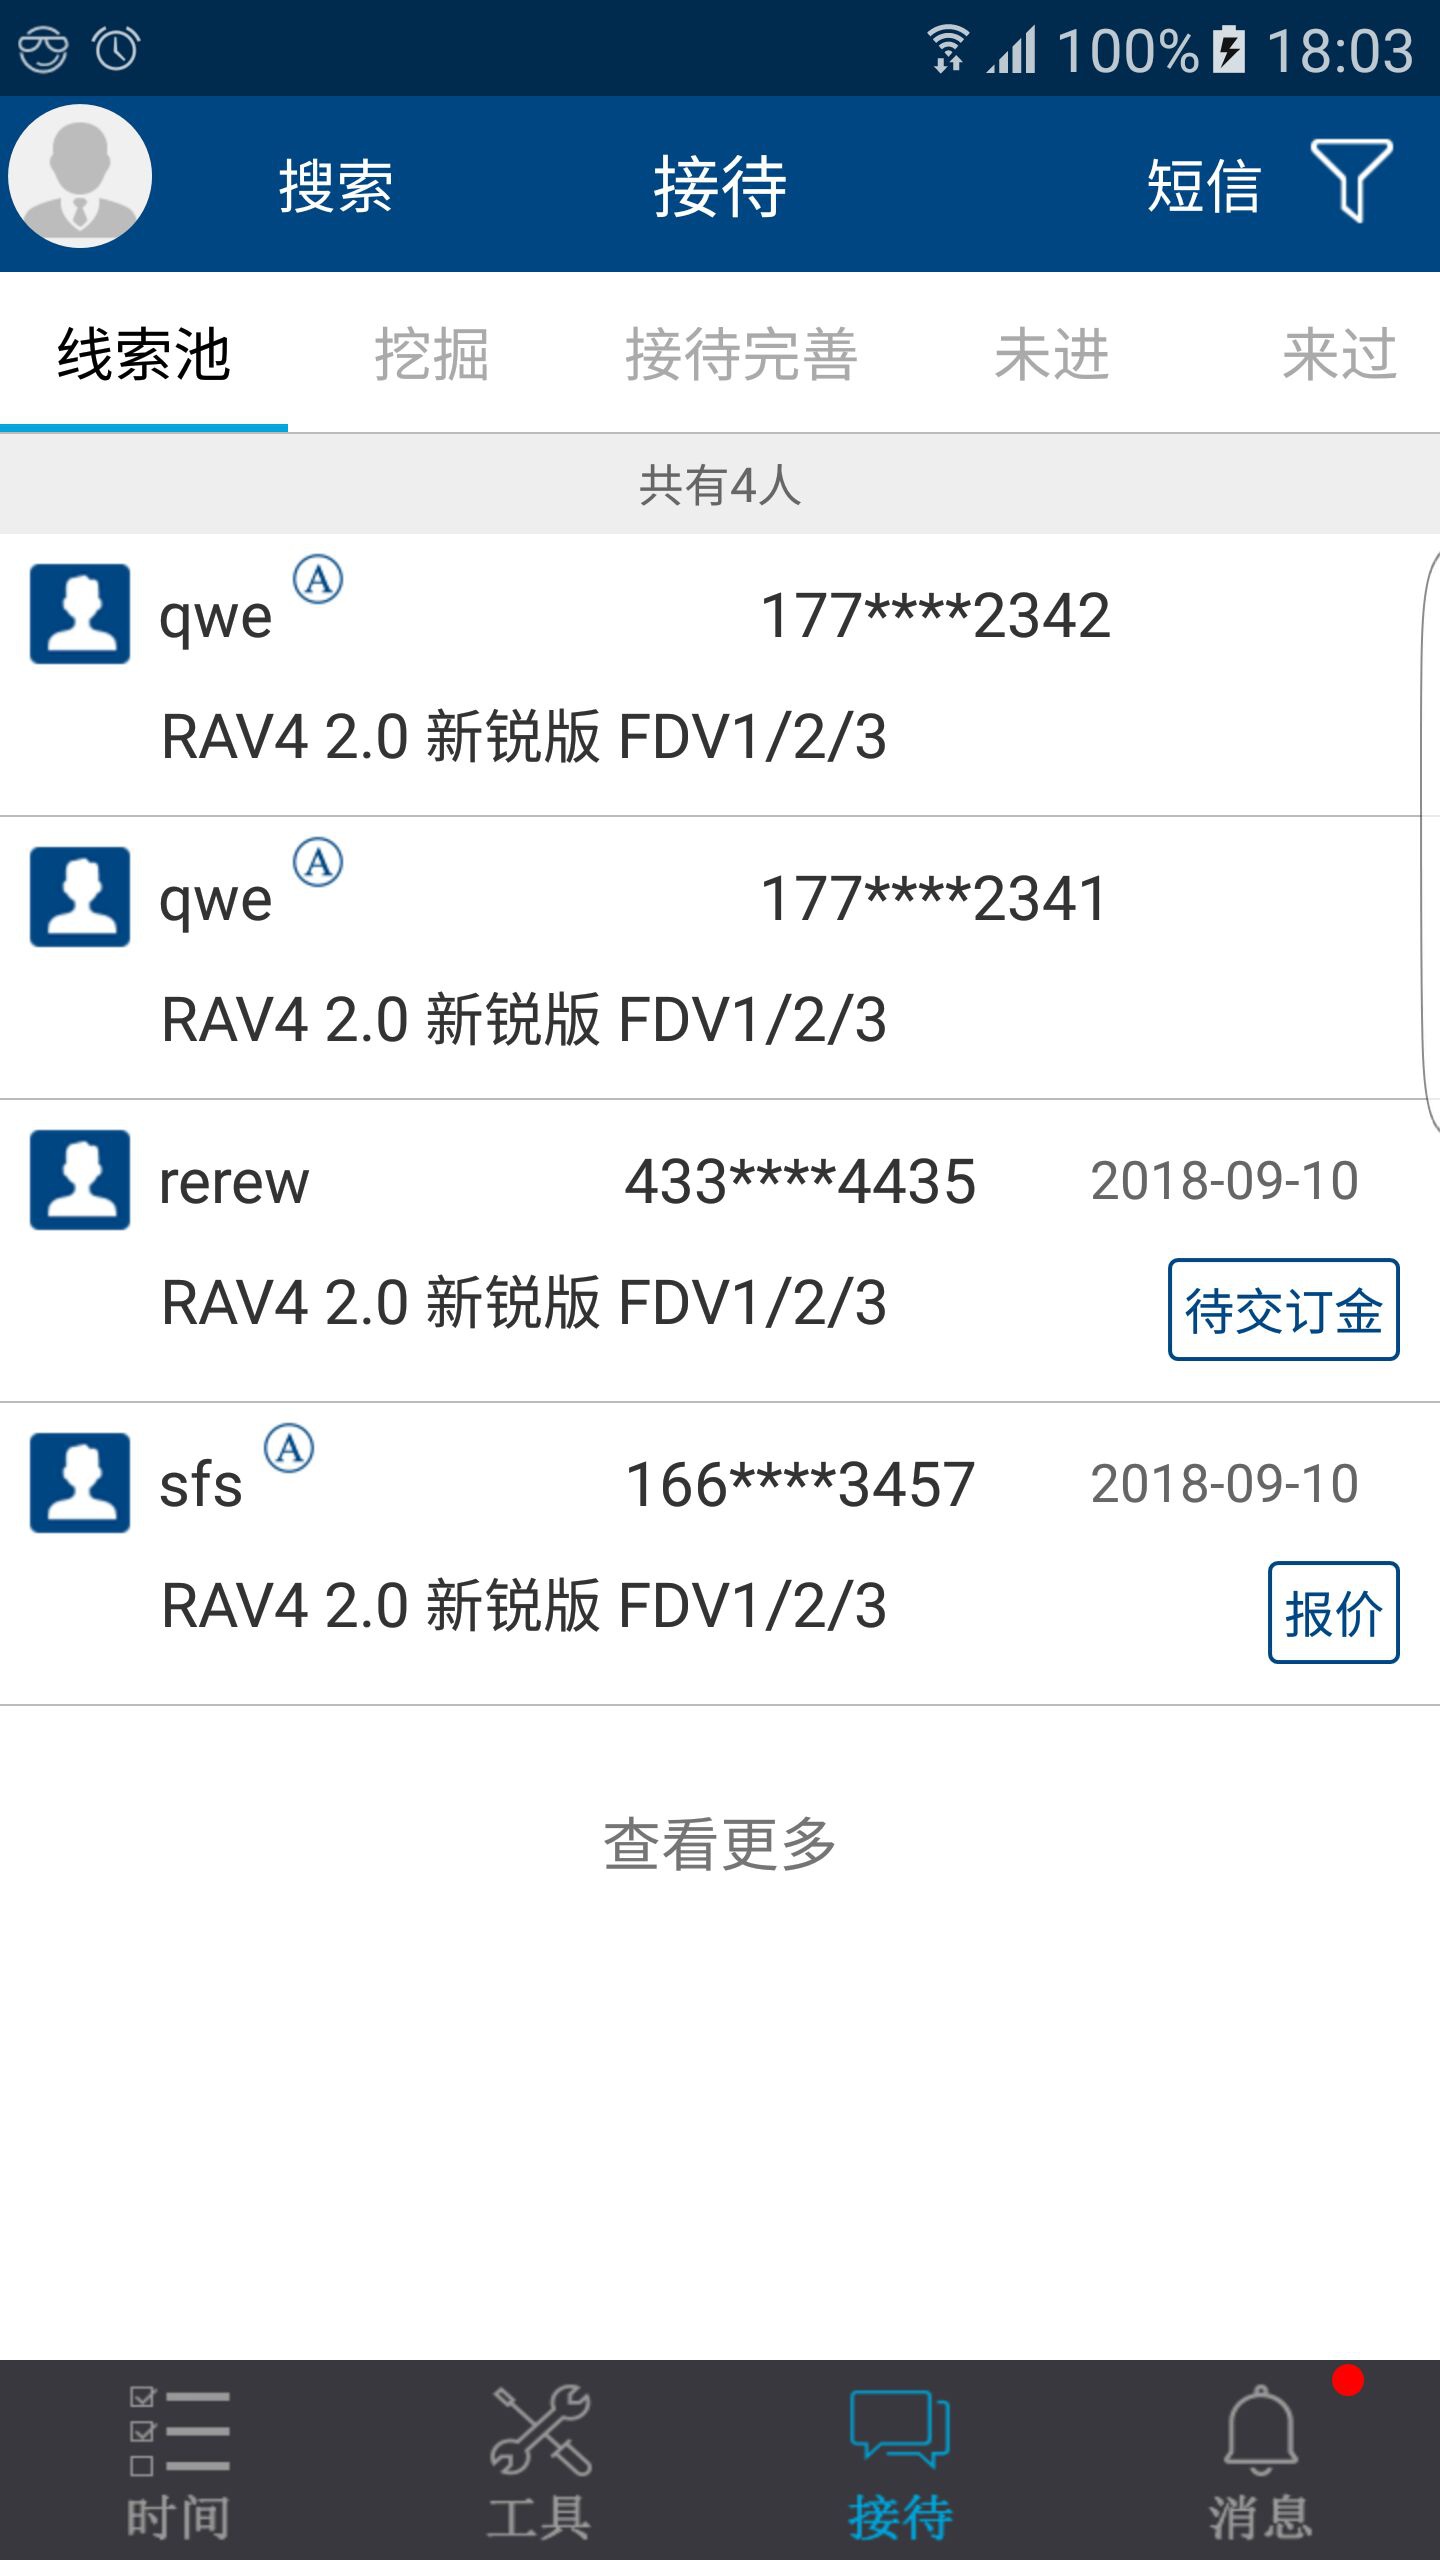 100% 18:03
搜索 接待 短信
线索池 挖掘 接待完善 未进 来过
共有4人
qwe Ⓐ 177****2342
RAV4 2.0 新锐版 FDV1/2/3
qwe Ⓐ 177****2341
RAV4 2.0 新锐版 FDV1/2/3
rerew 433****4435 2018-09-10
RAV4 2.0 新锐版 FDV1/2/3 待交订金
sfs Ⓐ 166****3457 2018-09-10
RAV4 2.0 新锐版 FDV1/2/3 报价
查看更多
时间 工具 接待 消息